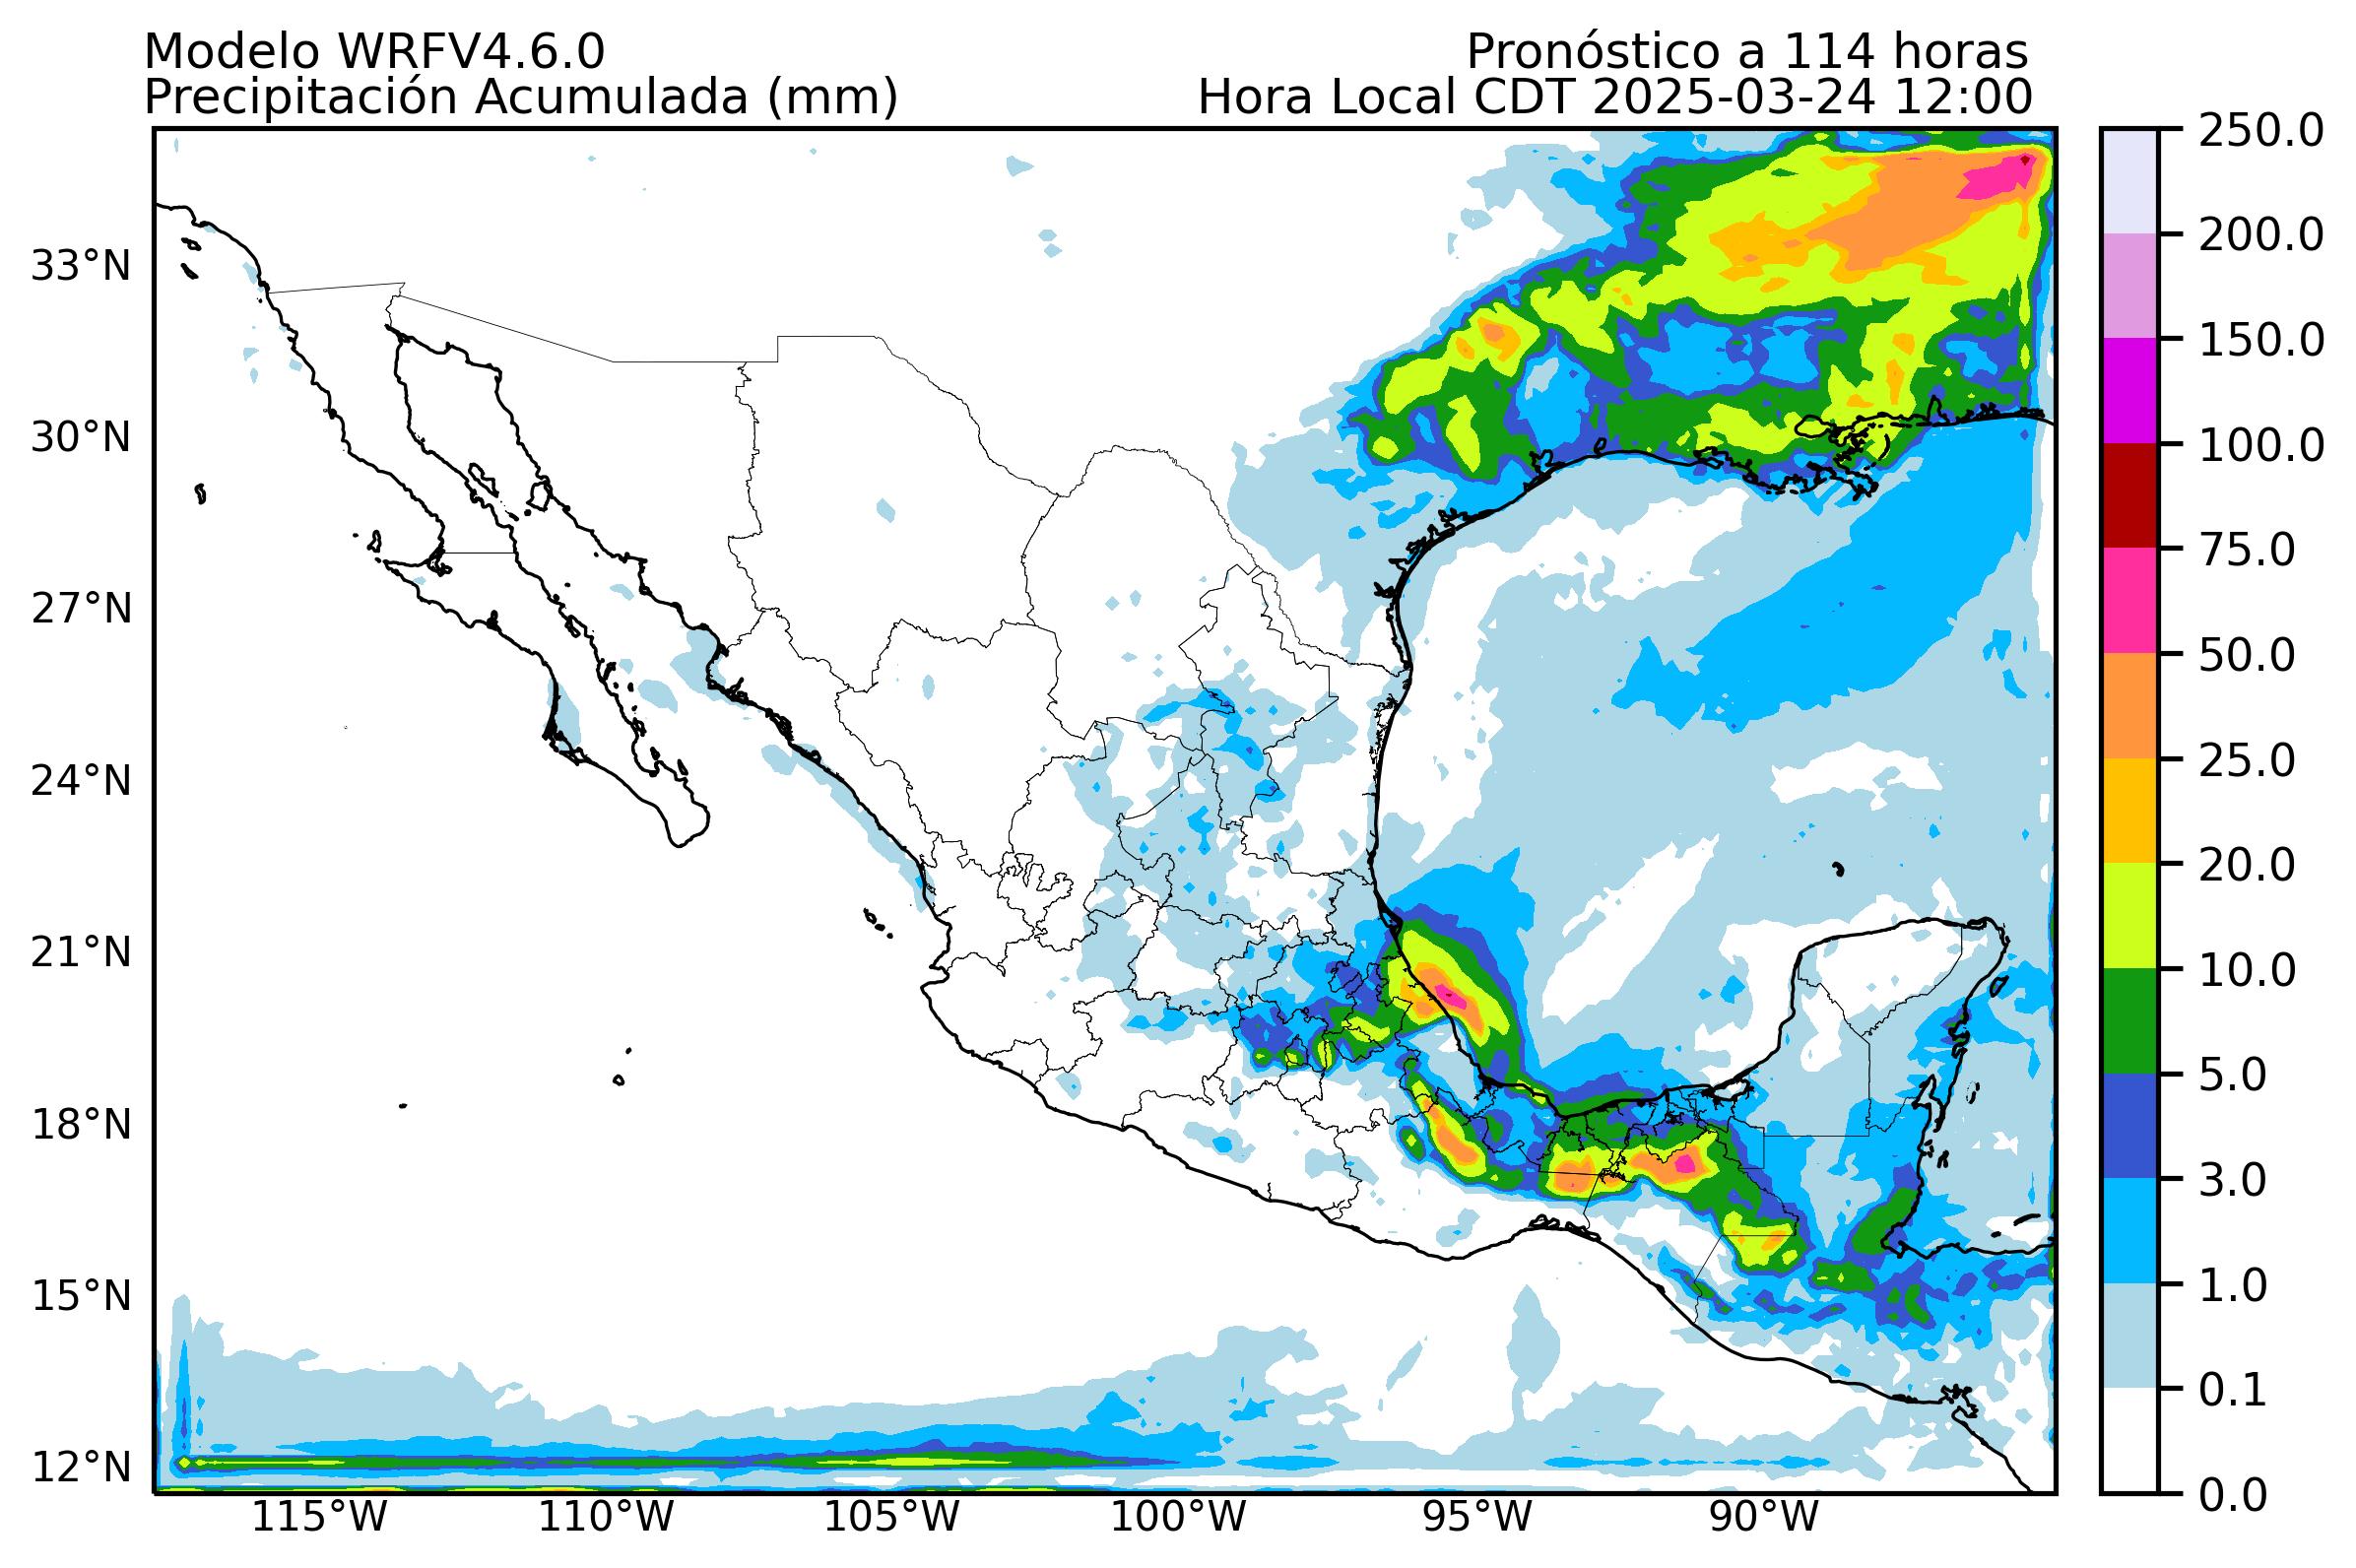 Modelo WRFV4.6.0
Pronóstico a 114 horas
Precipitación Acumulada (mm)
Hora Local CDT 2025-03-24 12:00
33°N
30°N
27°N
24°N
21°N
18°N
15°N
12°N
115°W
110°W
105°W
100°W
95°W
90°W
250.0
200.0
150.0
100.0
75.0
50.0
25.0
20.0
10.0
5.0
3.0
1.0
0.1
0.0